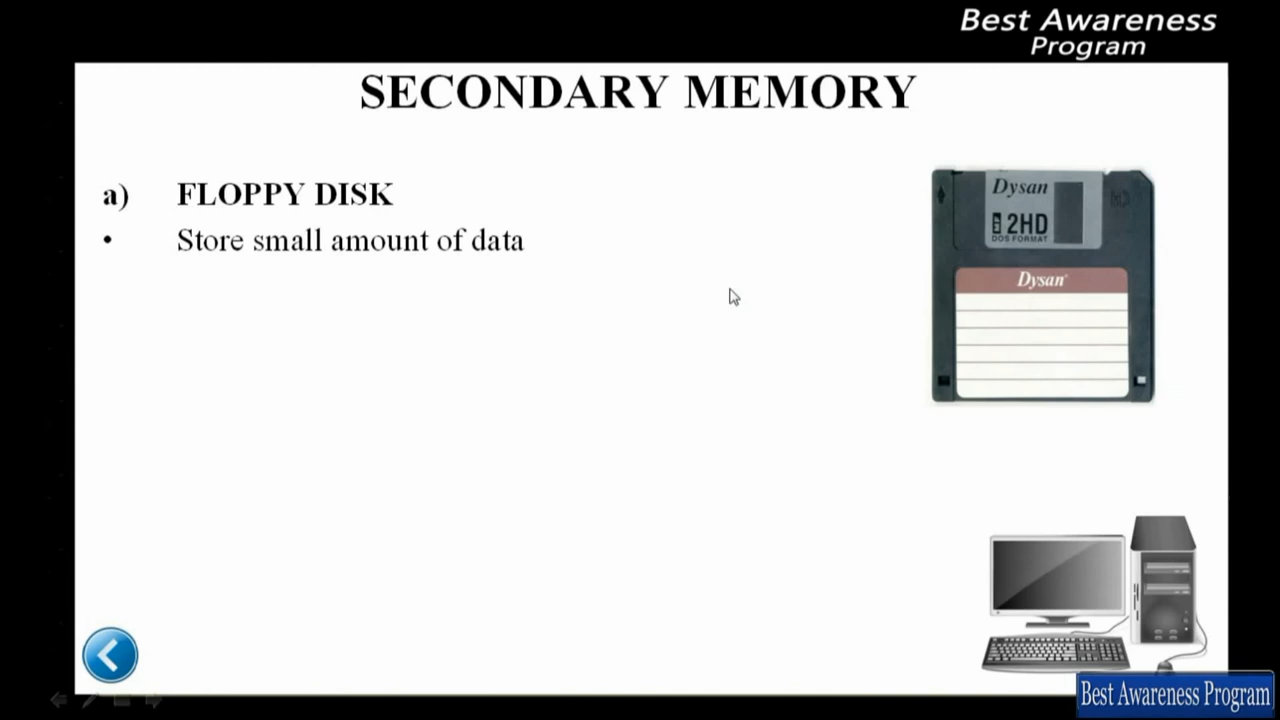 Best Awareness
Program
SECONDARY MEMORY
a) FLOPPY DISK
• Store small amount of data
Dysan
2HD
DOS FORMAT
Dysan
Best Awareness Program